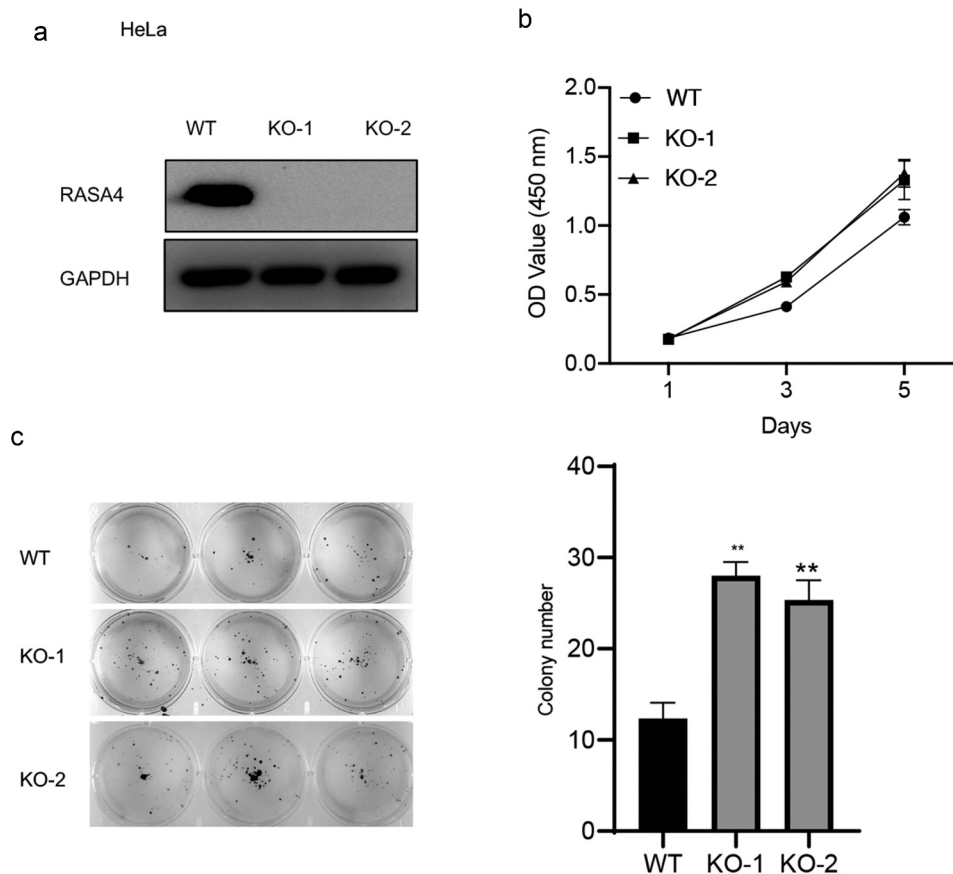 a
HeLa
WT
KO-1
KO-2
RASA4
GAPDH
b
2.0
1.5
1.0
0.5
0.0
OD Value (450 nm)
WT
KO-1
KO-2
1
3
5
Days
c
WT
KO-1
KO-2
40
30
20
10
0
Colony number
**
**
WT
KO-1
KO-2